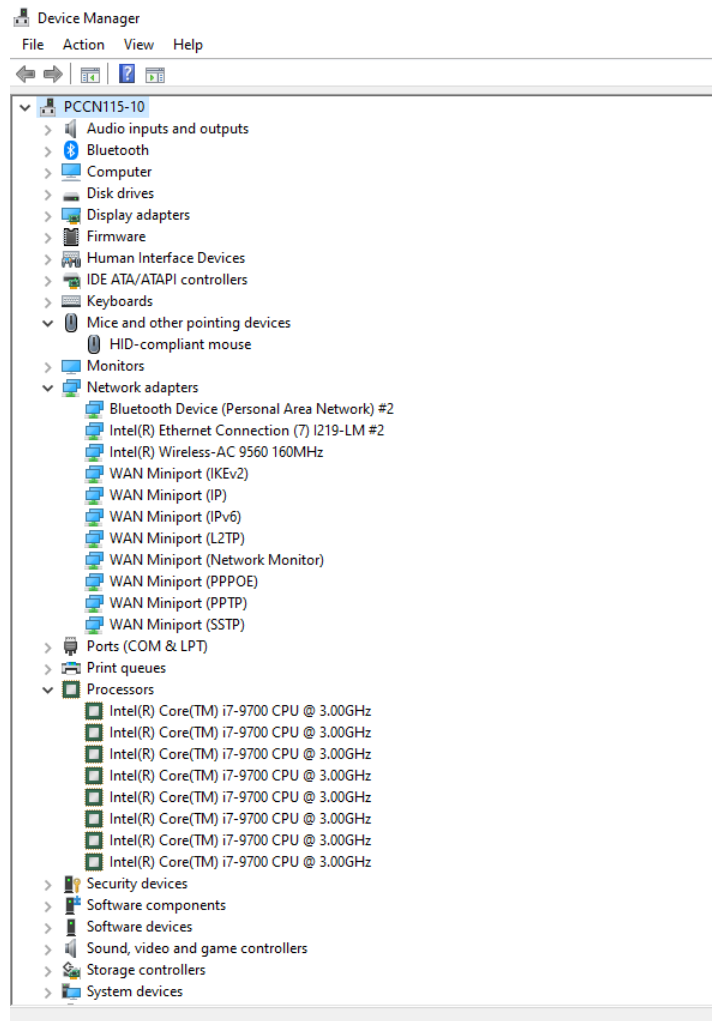 Device Manager
File Action View Help
PCCN115-10
Audio inputs and outputs
Bluetooth
Computer
Disk drives
Display adapters
Firmware
Human Interface Devices
IDE ATA/ATAPI controllers
Keyboards
Mice and other pointing devices
HID-compliant mouse
Monitors
Network adapters
Bluetooth Device (Personal Area Network) #2
Intel(R) Ethernet Connection (7) I219-LM #2
Intel(R) Wireless-AC 9560 160MHz
WAN Miniport (IKEv2)
WAN Miniport (IP)
WAN Miniport (IPv6)
WAN Miniport (L2TP)
WAN Miniport (Network Monitor)
WAN Miniport (PPPOE)
WAN Miniport (PPTP)
WAN Miniport (SSTP)
Ports (COM & LPT)
Print queues
Processors
Intel(R) Core(TM) i7-9700 CPU @ 3.00GHz
Intel(R) Core(TM) i7-9700 CPU @ 3.00GHz
Intel(R) Core(TM) i7-9700 CPU @ 3.00GHz
Intel(R) Core(TM) i7-9700 CPU @ 3.00GHz
Intel(R) Core(TM) i7-9700 CPU @ 3.00GHz
Intel(R) Core(TM) i7-9700 CPU @ 3.00GHz
Intel(R) Core(TM) i7-9700 CPU @ 3.00GHz
Intel(R) Core(TM) i7-9700 CPU @ 3.00GHz
Security devices
Software components
Software devices
Sound, video and game controllers
Storage controllers
System devices